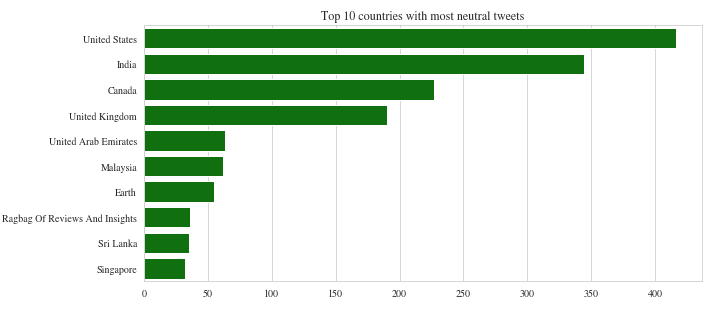 Top 10 countries with most neutral tweets
United States
India
Canada
United Kingdom
United Arab Emirates
Malaysia
Earth
Ragbag Of Reviews And Insights
Sri Lanka
Singapore
0 50 100 150 200 250 300 350 400